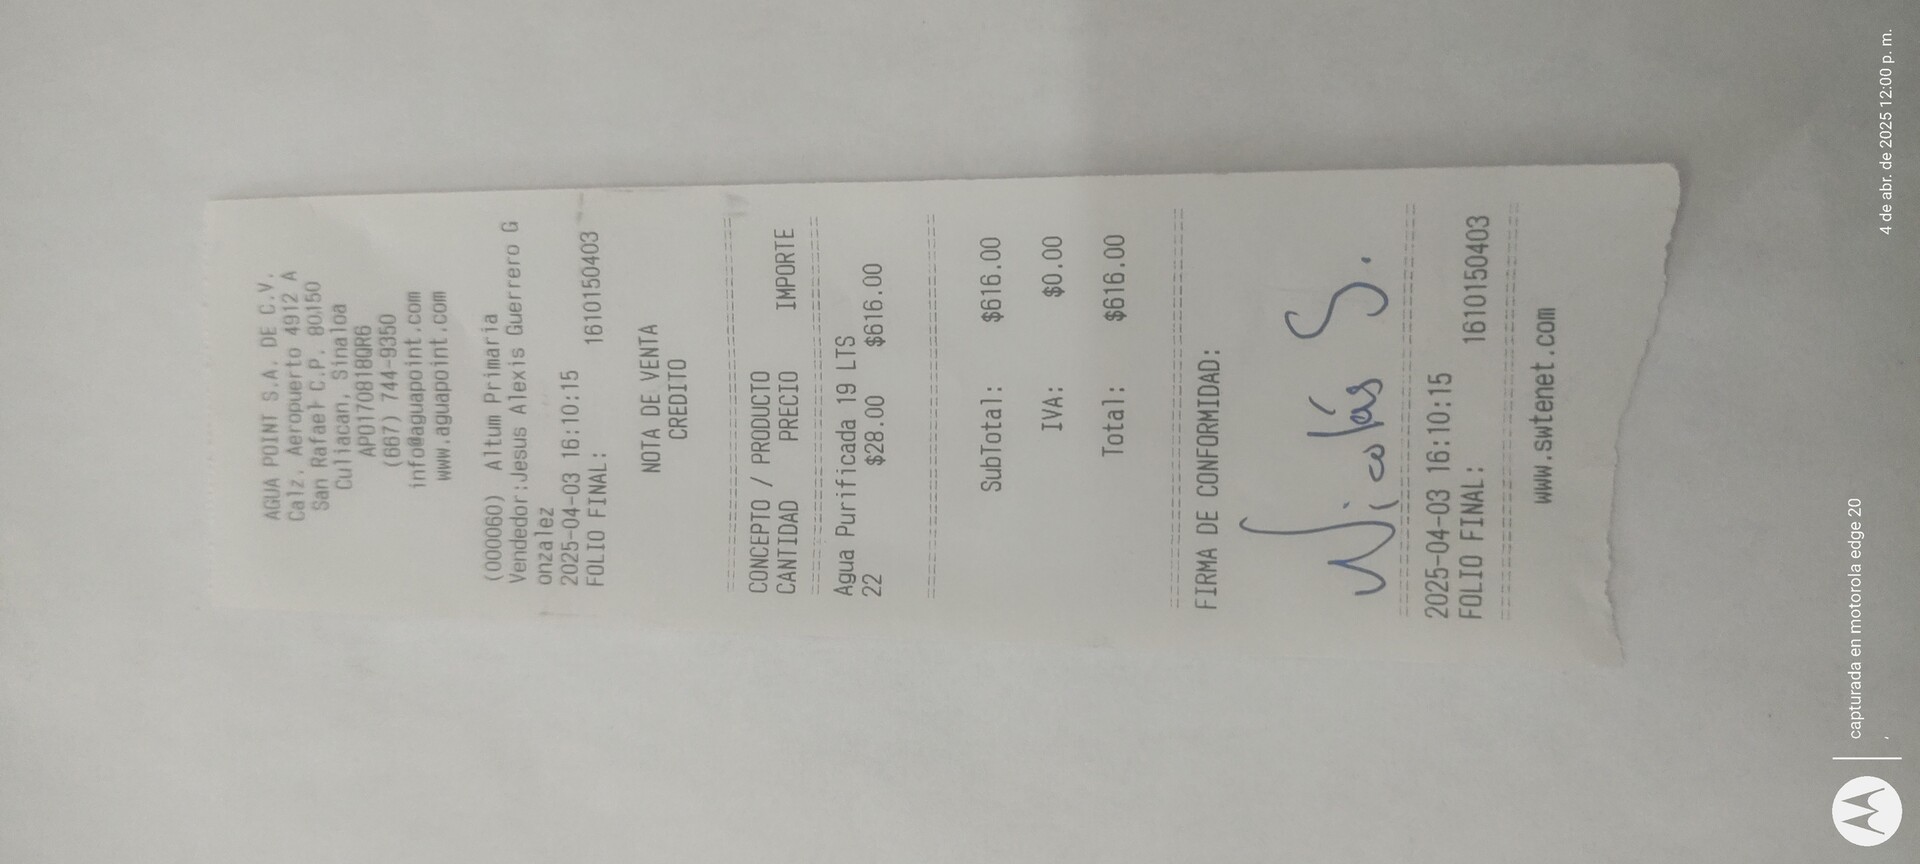 AGUA POINT S.A. DE C.V.
Calz. Aeropuerto 4912 A
San Rafael C.P. 80150
Culiacan, Sinaloa
APO170818QR6
(667) 744-9350
info@aguapoint.com
www.aguapoint.com
(000060) Altum Primaria
Vendedor:Jesus Alexis Guerrero G
onzalez
2025-04-03 16:10:15
FOLIO FINAL: 1610150403
NOTA DE VENTA
CREDITO
CONCEPTO / PRODUCTO
CANTIDAD PRECIO IMPORTE
Agua Purificada 19 LTS
22 $28.00 $616.00
SubTotal: $616.00
IVA: $0.00
Total: $616.00
FIRMA DE CONFORMIDAD:
Nicolás S.
2025-04-03 16:10:15
FOLIO FINAL: 1610150403
www.swtenet.com
capturada en motorola edge 20
4 de abr. de 2025 12:00 p. m.